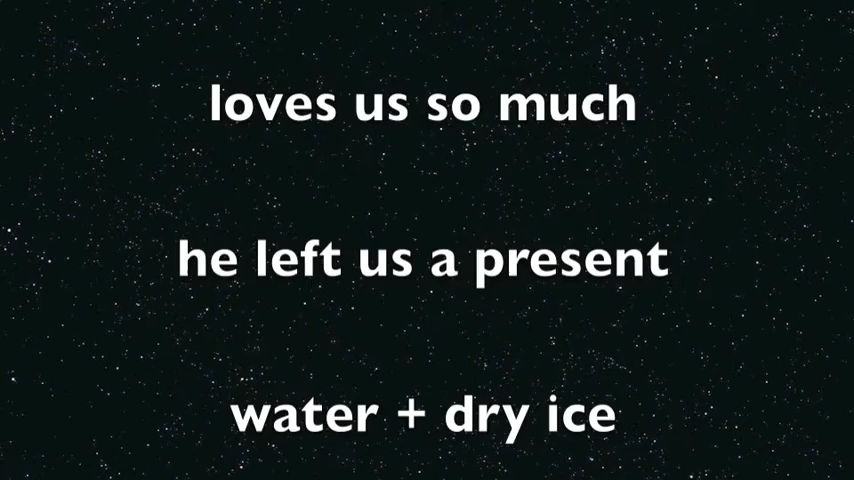 loves us so much
he left us a present
water + dry ice